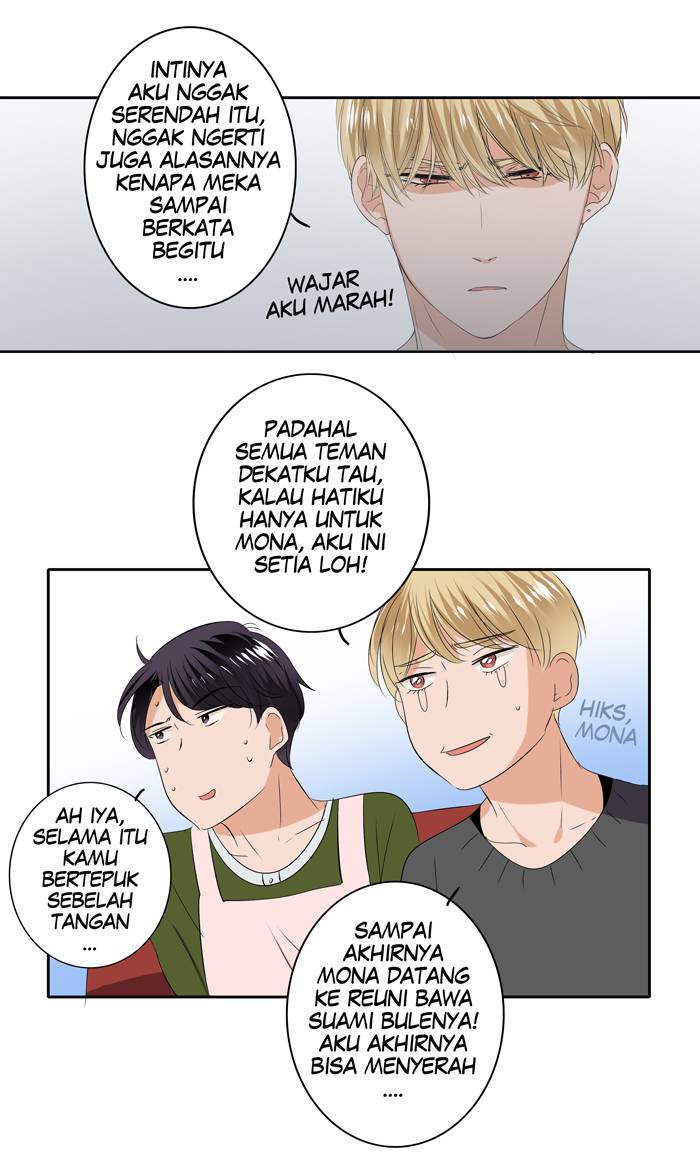 INTINYA
AKU NGGAK
SERENDAH ITU,
NGGAK NGERTI
JUGA ALASANNYA
KENAPA MEKA
SAMPAI
BERKATA
BEGITU
....
WAJAR
AKU MARAH!
PADAHAL
SEMUA TEMAN
DEKATKU TAU,
KALAU HATIKU
HANYA UNTUK
MONA, AKU INI
SETIA LOH!
HIKS,
MONA
AH IYA,
SELAMA ITU
KAMU
BERTEPUK
SEBELAH
TANGAN
...
SAMPAI
AKHIRNYA
MONA DATANG
KE REUNI BAWA
SUAMI BULENYA!
AKU AKHIRNYA
BISA MENYERAH
....